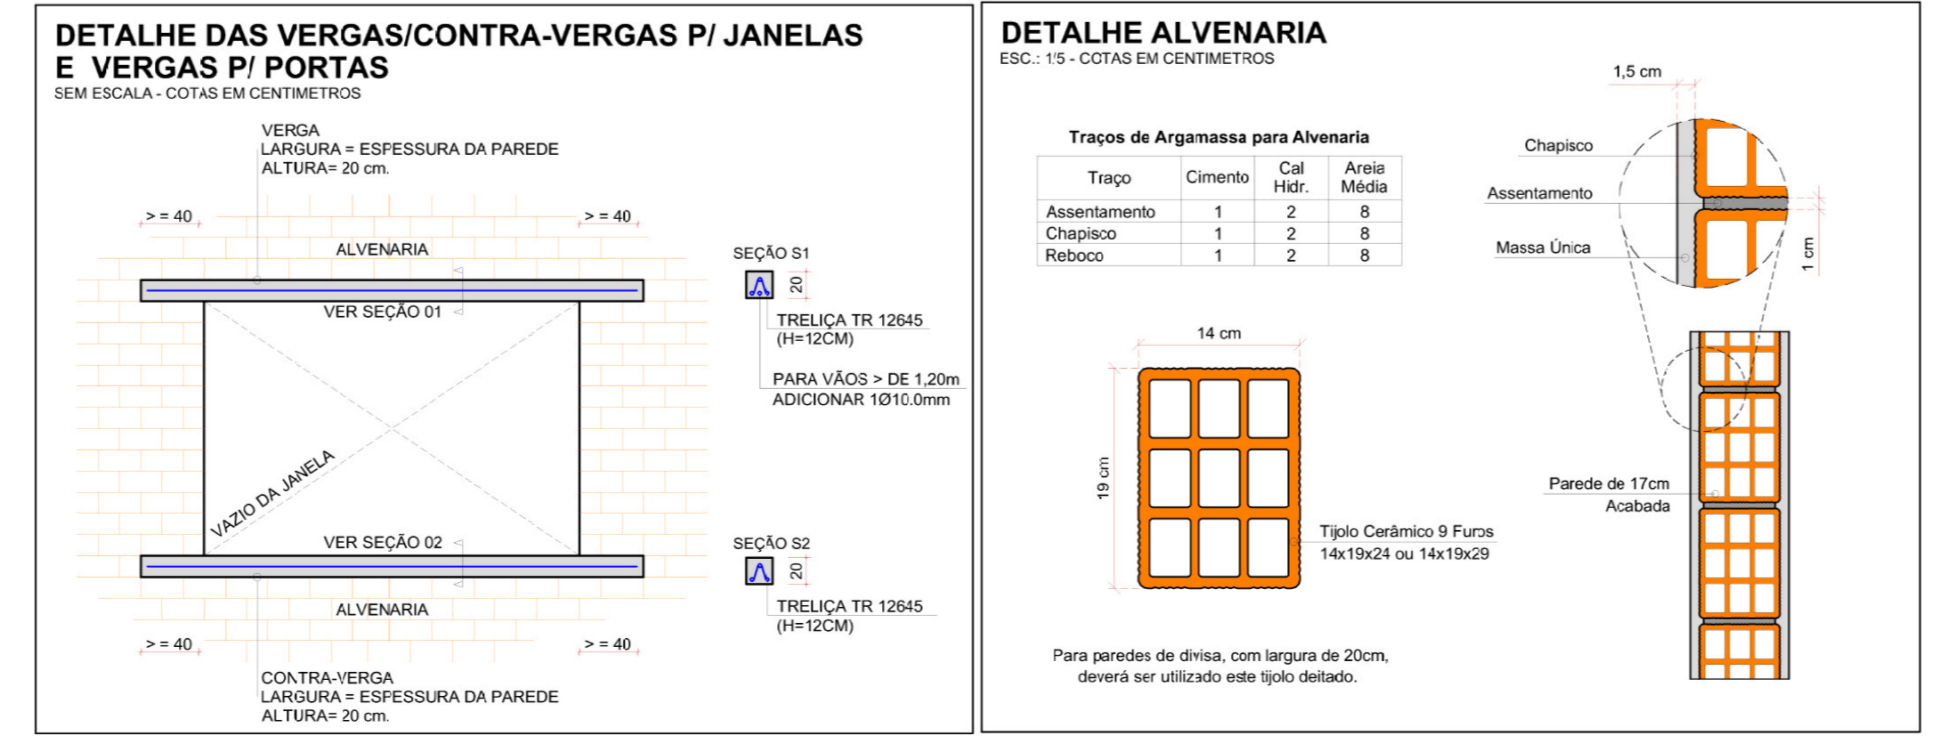 DETALHE DAS VERGAS/CONTRA-VERGAS P/ JANELAS
E VERGAS P/ PORTAS
SEM ESCALA - COTAS EM CENTIMETROS
VERGA
LARGURA = ESPESSURA DA PAREDE
ALTURA= 20 cm.
> = 40
> = 40
ALVENARIA
VER SEÇÃO 01
VAZIO DA JANELA
VER SEÇÃO 02
ALVENARIA
> = 40
> = 40
CONTRA-VERGA
LARGURA = ESPESSURA DA PAREDE
ALTURA= 20 cm.
SEÇÃO S1
20
TRELIÇA TR 12645
(H=12CM)
PARA VÃOS > DE 1,20m
ADICIONAR 1Ø10.0mm
SEÇÃO S2
20
TRELIÇA TR 12645
(H=12CM)
DETALHE ALVENARIA
ESC.: 1/5 - COTAS EM CENTIMETROS
Traços de Argamassa para Alvenaria
Traço Cimento Cal Hidr. Areia Média
Assentamento 1 2 8
Chapisco 1 2 8
Reboco 1 2 8
1,5 cm
Chapisco
Assentamento
Massa Única
1 cm
14 cm
19 cm
Tijolo Cerâmico 9 Furos
14x19x24 ou 14x19x29
Parede de 17cm
Acabada
Para paredes de divisa, com largura de 20cm,
deverá ser utilizado este tijolo deitado.